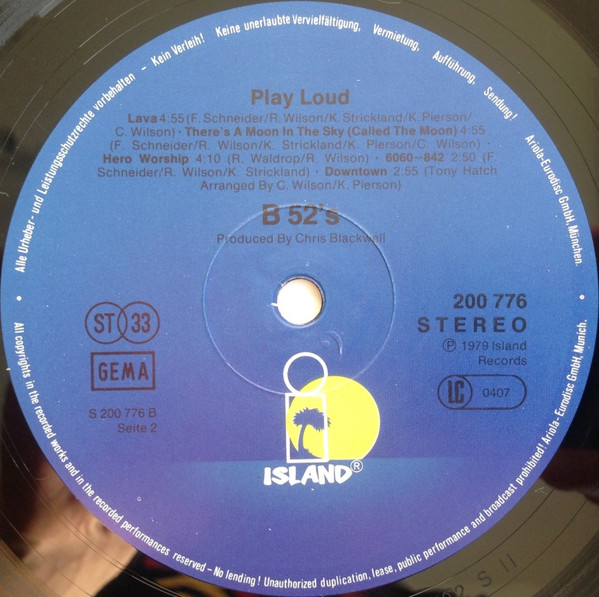 Alle Urheber- und Leistungsschutzrechte vorbehalten - Kein Verleih! Keine unerlaubte Vervielfältigung, Vermietung, Aufführung, Sendung! Ariola-Eurodisc GmbH, München.
Play Loud
Lava 4:55 (F. Schneider/R. Wilson/K. Strickland/K. Pierson/
C. Wilson) · There's A Moon In The Sky (Called The Moon) 4:55
(F. Schneider/R. Wilson/K. Strickland/K. Pierson/C. Wilson) ·
Hero Worship 4:10 (R. Waldrop/R. Wilson) · 6060-842 2:50 (F.
Schneider/R. Wilson/K. Strickland) · Downtown 2:55 (Tony Hatch
Arranged By C. Wilson/K. Pierson)
B 52's
Produced By Chris Blackwall
ST 33
GEMA
S 200 776 B
Seite 2
200 776
STEREO
℗ 1979 Island
Records
LC 0407
ISLAND®
All copyrights in the recorded works and in the recorded performances reserved - No lending! Unauthorized duplication, lease, public performance and broadcast prohibited! Ariola-Eurodisc GmbH, Munich.